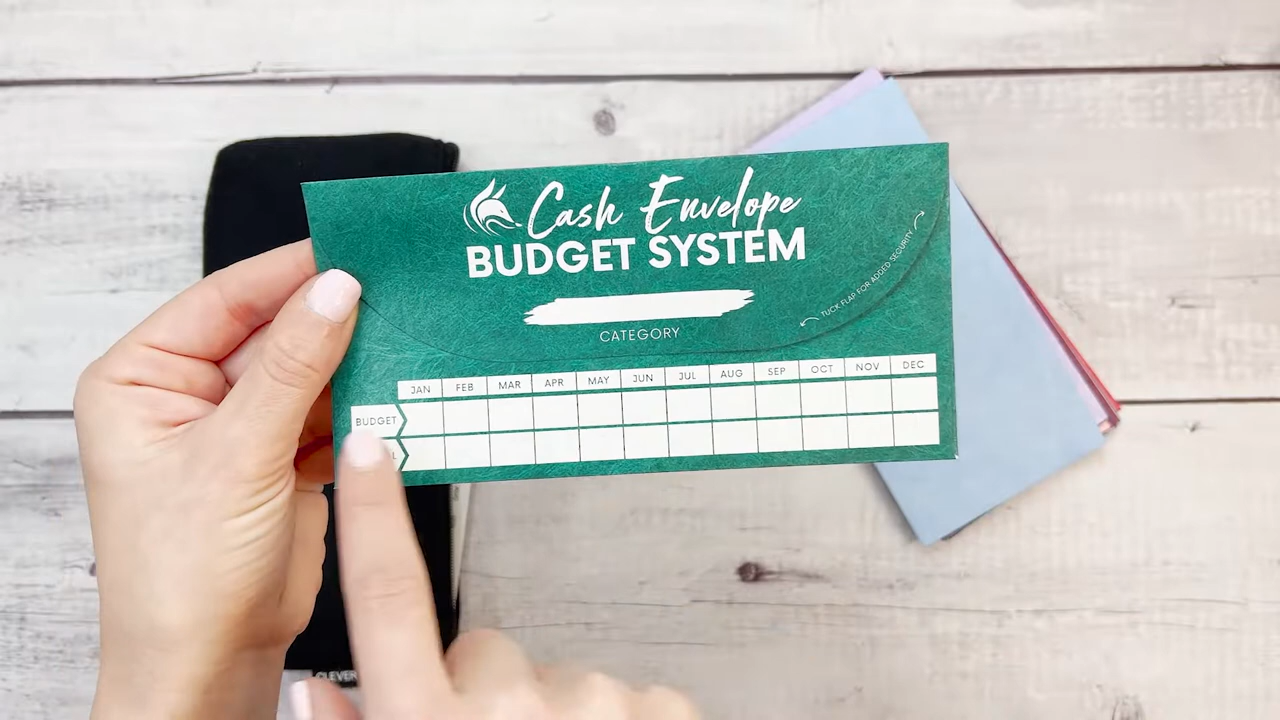 Cash Envelope
BUDGET SYSTEM
TUCK FLAP FOR ADDED SECURITY
CATEGORY
JAN FEB MAR APR MAY JUN JUL AUG SEP OCT NOV DEC
BUDGET
CLEVER